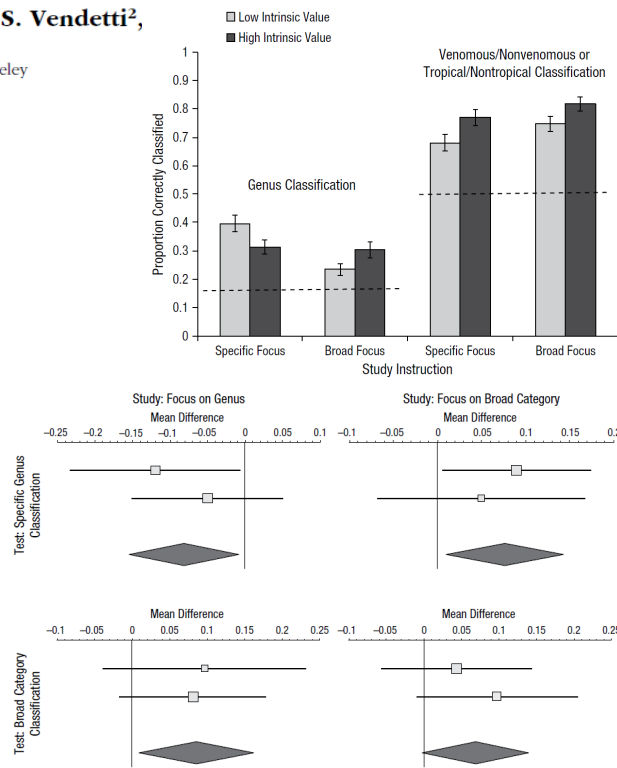 S. Vendetti²,
eley
Low Intrinsic Value
High Intrinsic Value
Proportion Correctly Classified
1
0.9
0.8
0.7
0.6
0.5
0.4
0.3
0.2
0.1
0
Genus Classification
Venomous/Nonvenomous or
Tropical/Nontropical Classification
Specific Focus Broad Focus Specific Focus Broad Focus
Study Instruction
Study: Focus on Genus
Mean Difference
−0.25 −0.2 −0.15 −0.1 −0.05 0 0.05 0.1
Study: Focus on Broad Category
Mean Difference
−0.1 −0.05 0 0.05 0.1 0.15 0.2
Test: Specific Genus
Classification
Mean Difference
−0.1 −0.05 0 0.05 0.1 0.15 0.2 0.25
Mean Difference
−0.1 −0.05 0 0.05 0.1 0.15 0.2 0.25
Test: Broad Category
Classification